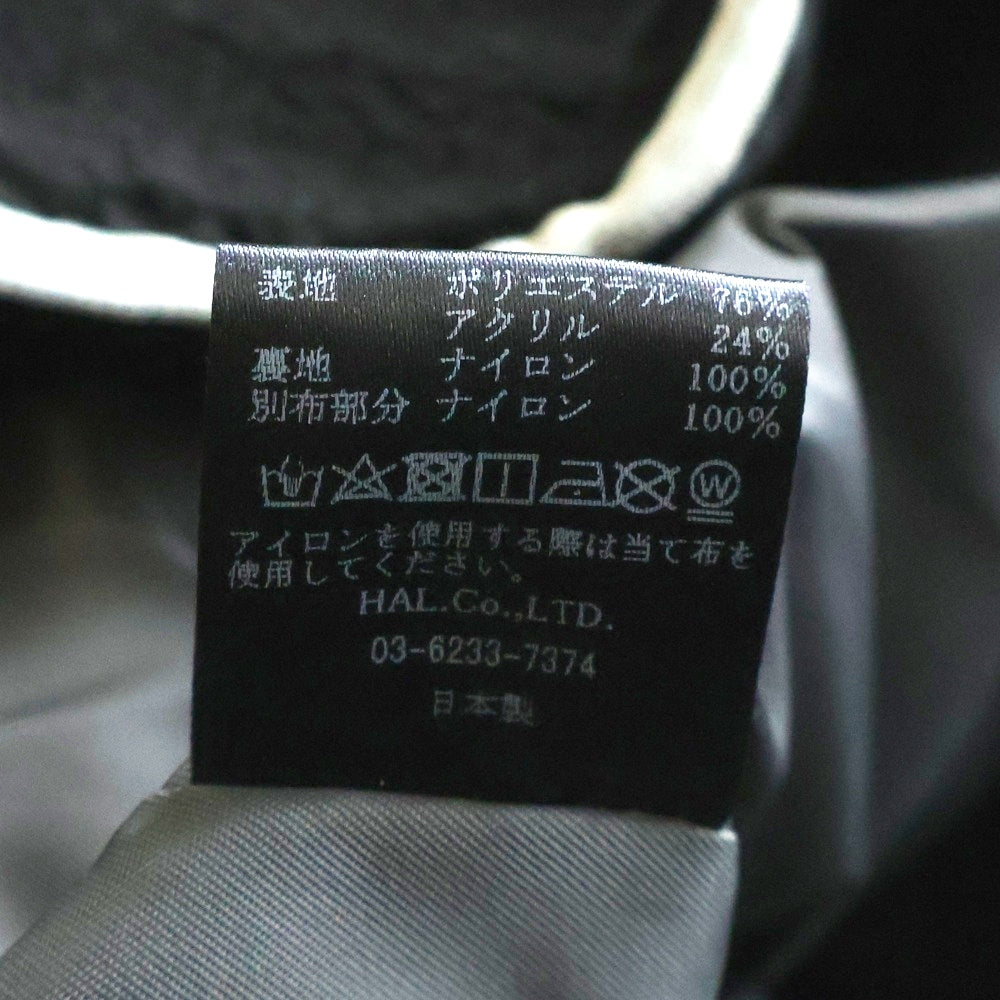 表地 ポリエステル 76%
アクリル 24%
裏地 ナイロン 100%
別布部分 ナイロン 100%
W
アイロンを使用する際は当て布を
使用してください。
HAL.Co.,LTD.
03-6233-7374
日本製